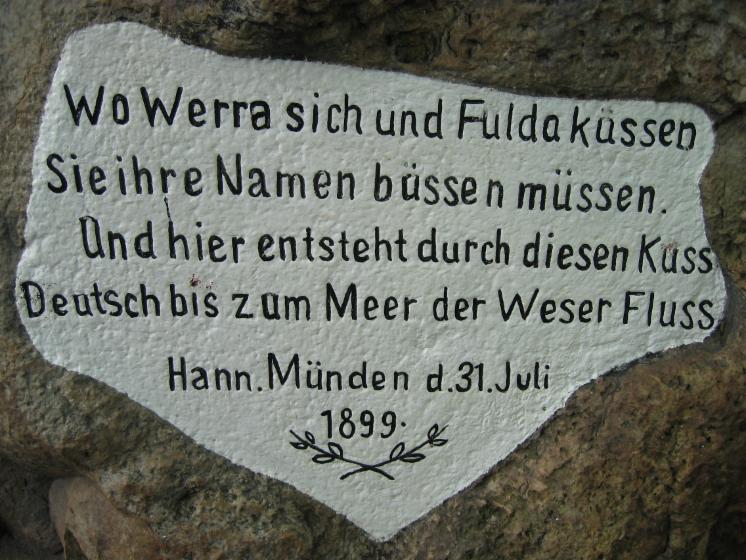 Wo Werra sich und Fulda küssen
Sie ihre Namen büssen müssen.
Und hier entsteht durch diesen Kuss
Deutsch bis zum Meer der Weser Fluss
Hann. Münden d. 31. Juli
1899.